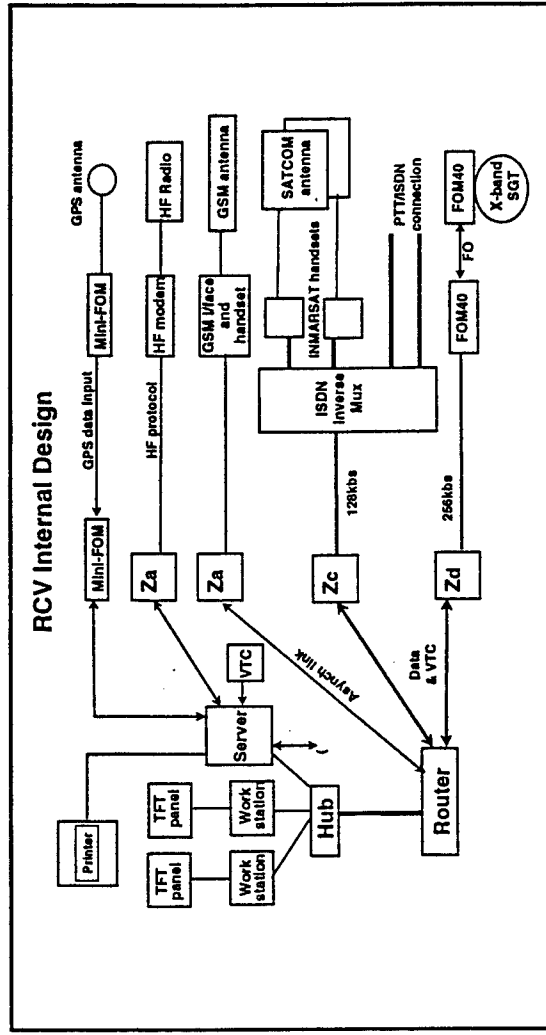 RCV Internal Design
Printer
TFT
panel
TFT
panel
Work
station
Work
station
Hub
Server
VTC
Router
Mini-FOM
GPS data Input
Mini-FOM
GPS antenna
Za
HF protocol
HF modem
HF Radio
Za
Asynch link
GSM i/face
and
handset
GSM antenna
Zc
128kbs
ISDN
Inverse
Mux
INMARSAT handsets
SATCOM
antenna
PTT/ISDN
connection
Data
& VTC
Zd
256kbs
FOM40
FO
FOM40
X-band
SGT